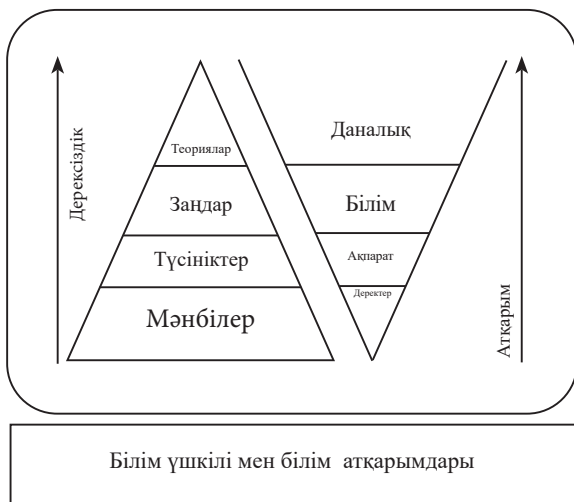 Дерексіздік
Теориялар
Заңдар
Түсініктер
Мәнбілер
Даналық
Білім
Ақпарат
Деректер
Атқарым
Білім үшкілі мен білім атқарымдары